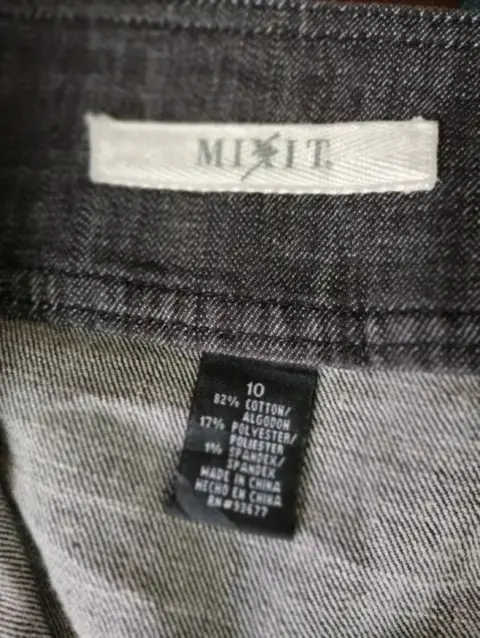 MIXIT.
10
82% COTTON/
ALGODON
17% POLYESTER/
POLIESTER
1% SPANDEX/
SPANDEX
MADE IN CHINA
HECHO EN CHINA
RN#93677